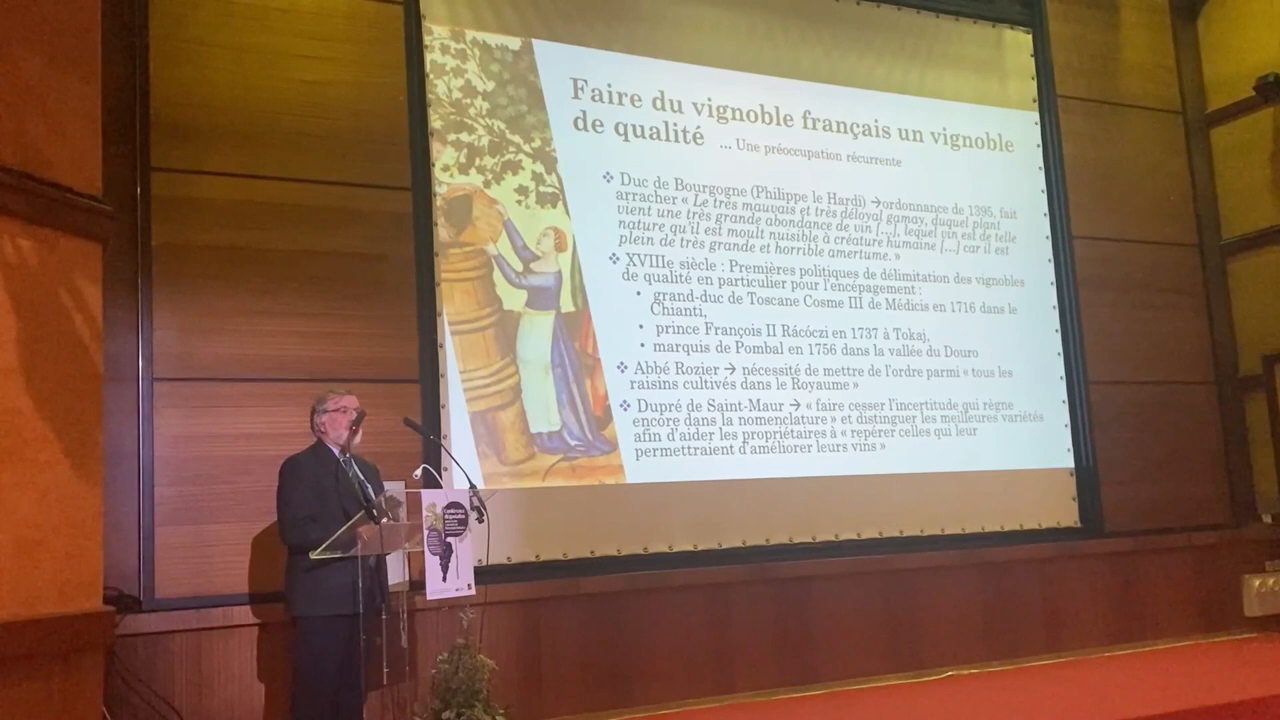 Faire du vignoble français un vignoble
de qualité ... Une préoccupation récurrente
❖ Duc de Bourgogne (Philippe le Hardi) →ordonnance de 1395, fait
arracher « Le très mauvais et très déloyal gamay, duquel plant
vient une très grande abondance de vin [...], lequel vin est de telle
nature qu'il est moult nuisible à créature humaine [...] car il est
plein de très grande et horrible amertume. »
❖ XVIIIe siècle : Premières politiques de délimitation des vignobles
de qualité en particulier pour l'encépagement :
• grand-duc de Toscane Cosme III de Médicis en 1716 dans le
Chianti,
• prince François II Rácóczi en 1737 à Tokaj,
• marquis de Pombal en 1756 dans la vallée du Douro
❖ Abbé Rozier → nécessité de mettre de l'ordre parmi « tous les
raisins cultivés dans le Royaume »
❖ Dupré de Saint-Maur → « faire cesser l'incertitude qui règne
encore dans la nomenclature » et distinguer les meilleures variétés
afin d'aider les propriétaires à « repérer celles qui leur
permettraient d'améliorer leurs vins »
Conférence
dégustation